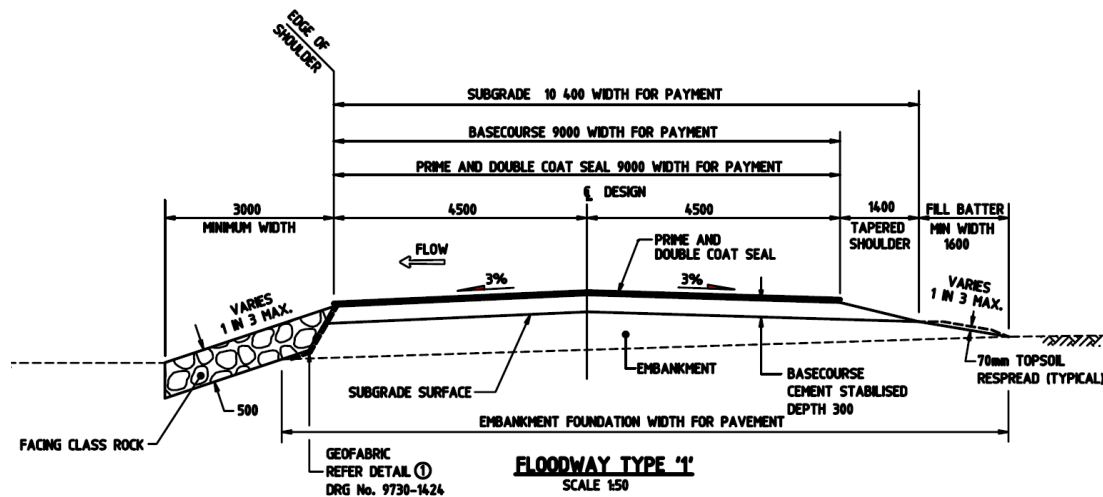 EDGE OF
SHOULDER
SUBGRADE 10 400 WIDTH FOR PAYMENT
BASECOURSE 9000 WIDTH FOR PAYMENT
PRIME AND DOUBLE COAT SEAL 9000 WIDTH FOR PAYMENT
℄ DESIGN
3000
MINIMUM WIDTH
4500
4500
1400
TAPERED
SHOULDER
FILL BATTER
MIN WIDTH
1600
FLOW
PRIME AND
DOUBLE COAT SEAL
3%
3%
VARIES
1 IN 3 MAX.
VARIES
1 IN 3 MAX.
EMBANKMENT
SUBGRADE SURFACE
BASECOURSE
CEMENT STABILISED
DEPTH 300
70mm TOPSOIL
RESPREAD (TYPICAL)
500
FACING CLASS ROCK
EMBANKMENT FOUNDATION WIDTH FOR PAVEMENT
GEOFABRIC
REFER DETAIL ①
DRG No. 9730-1424
FLOODWAY TYPE '1'
SCALE 1:50